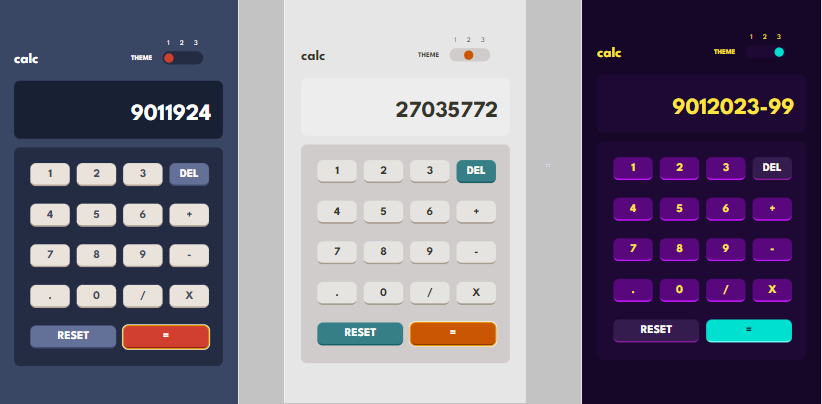 1 2 3
calc THEME
9011924
1 2 3 DEL
4 5 6 +
7 8 9 -
. 0 / X
RESET =
1 2 3
calc THEME
27035772
1 2 3 DEL
4 5 6 +
7 8 9 -
. 0 / X
RESET =
1 2 3
calc THEME
9012023-99
1 2 3 DEL
4 5 6 +
7 8 9 -
. 0 / X
RESET =